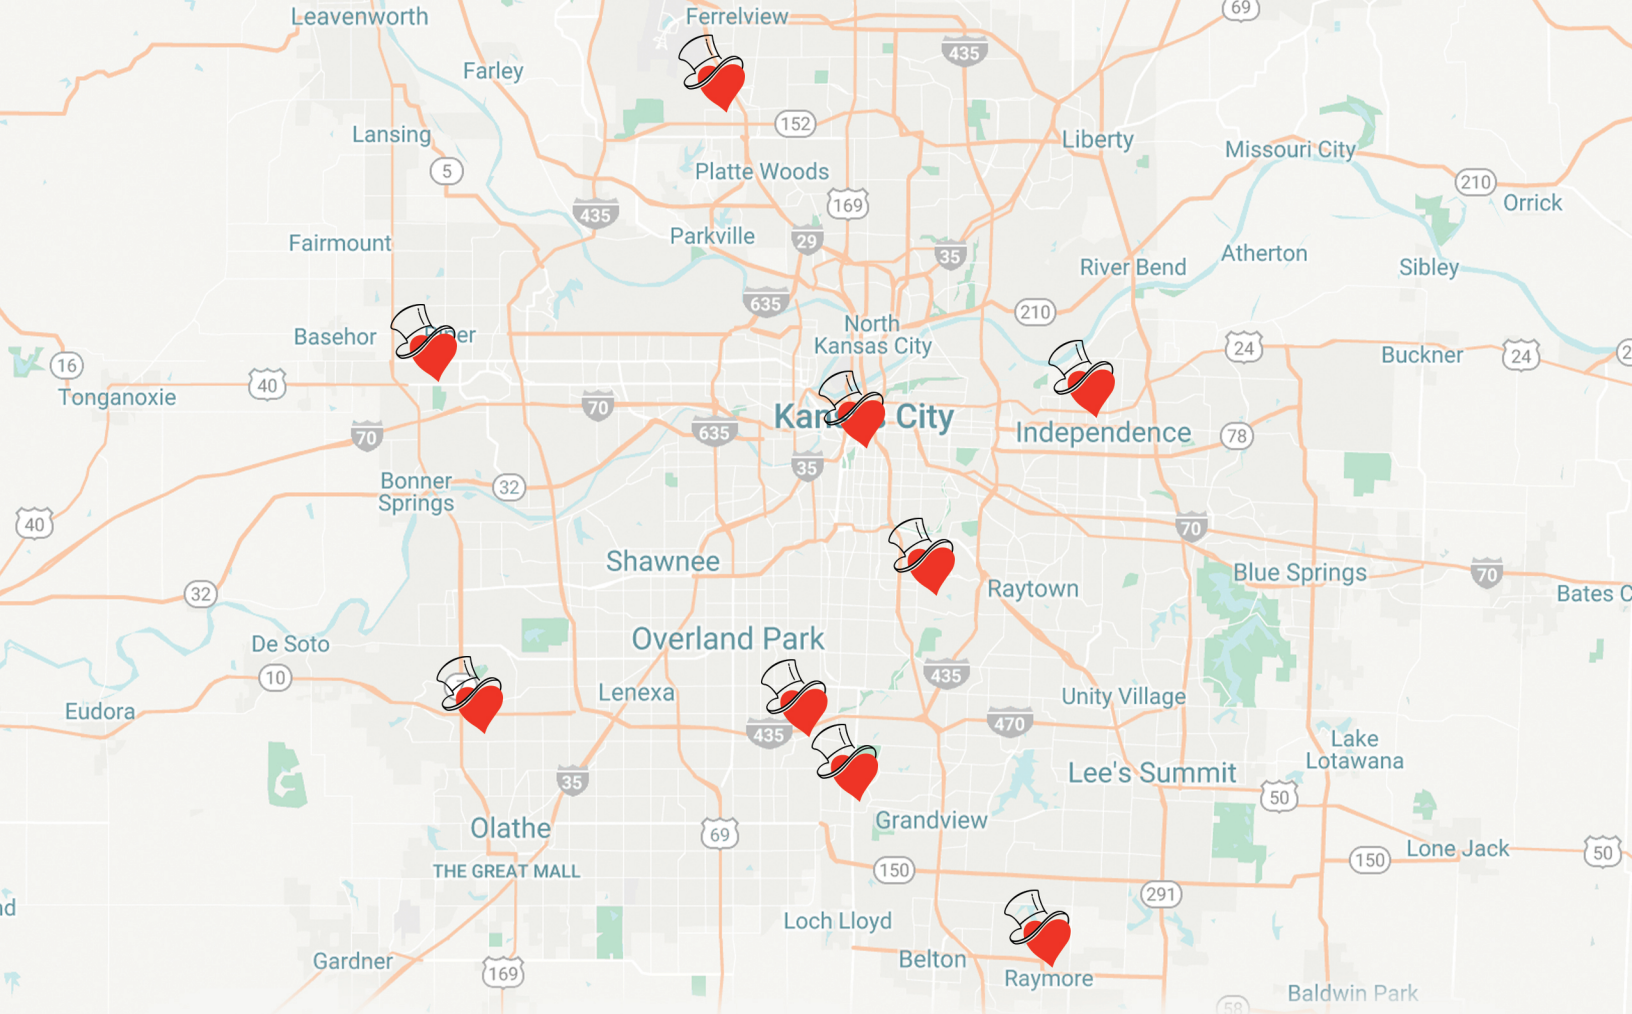 Leavenworth
Ferrelview
69
435
Farley
152
Lansing
Liberty
Missouri City
5
Platte Woods
210
169
Orrick
435
Parkville
29
Fairmount
35
Atherton
River Bend
Sibley
635
210
North
Kansas City
Basehor
24
Buckner
24
16
40
Tonganoxie
70
City
635
Independence
78
70
35
Bonner
Springs
32
40
70
Shawnee
Blue Springs
70
Raytown
32
Bates C
Overland Park
De Soto
10
435
Lenexa
Unity Village
Eudora
470
435
Lake
Lotawana
Lee's Summit
35
50
Grandview
Olathe
69
Lone Jack
50
150
150
THE GREAT MALL
291
Loch Lloyd
Gardner
Belton
169
Raymore
Baldwin Park
58